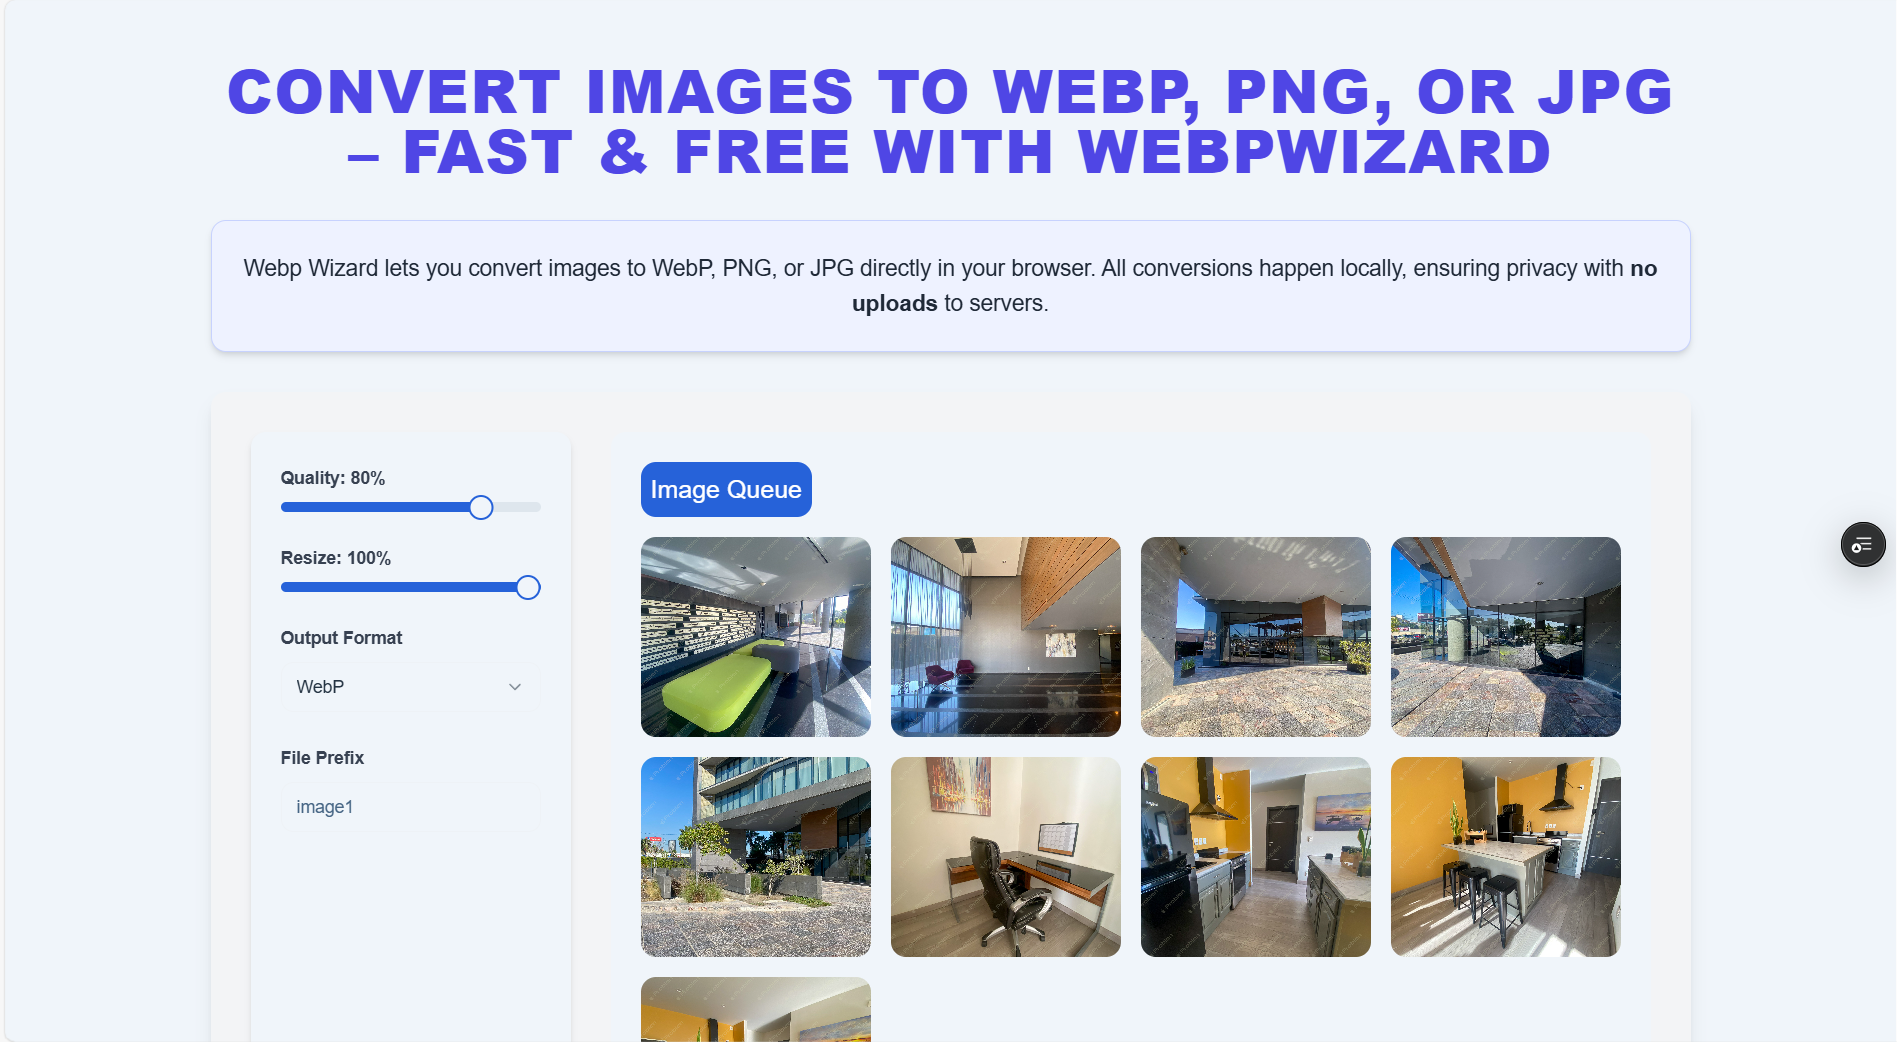 CONVERT IMAGES TO WEBP, PNG, OR JPG
– FAST & FREE WITH WEBPWIZARD
Webp Wizard lets you convert images to WebP, PNG, or JPG directly in your browser. All conversions happen locally, ensuring privacy with no
uploads to servers.
Quality: 80%
Resize: 100%
Output Format
WebP
File Prefix
image1
Image Queue